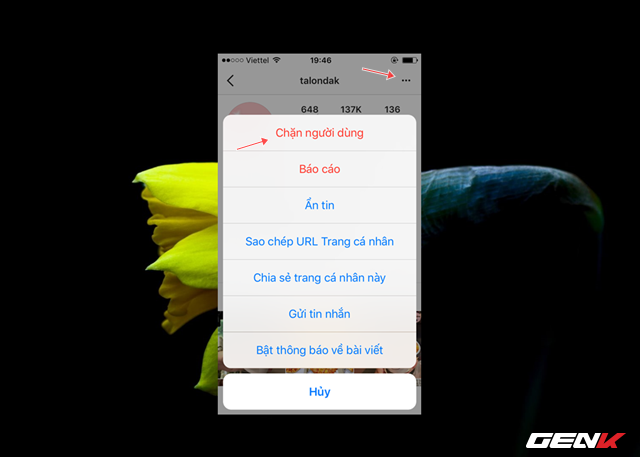 Viettel 19:46
talondak
648 137K 136
Chặn người dùng
Báo cáo
Ẩn tin
Sao chép URL Trang cá nhân
Chia sẻ trang cá nhân này
Gửi tin nhắn
Bật thông báo về bài viết
Hủy
GENK